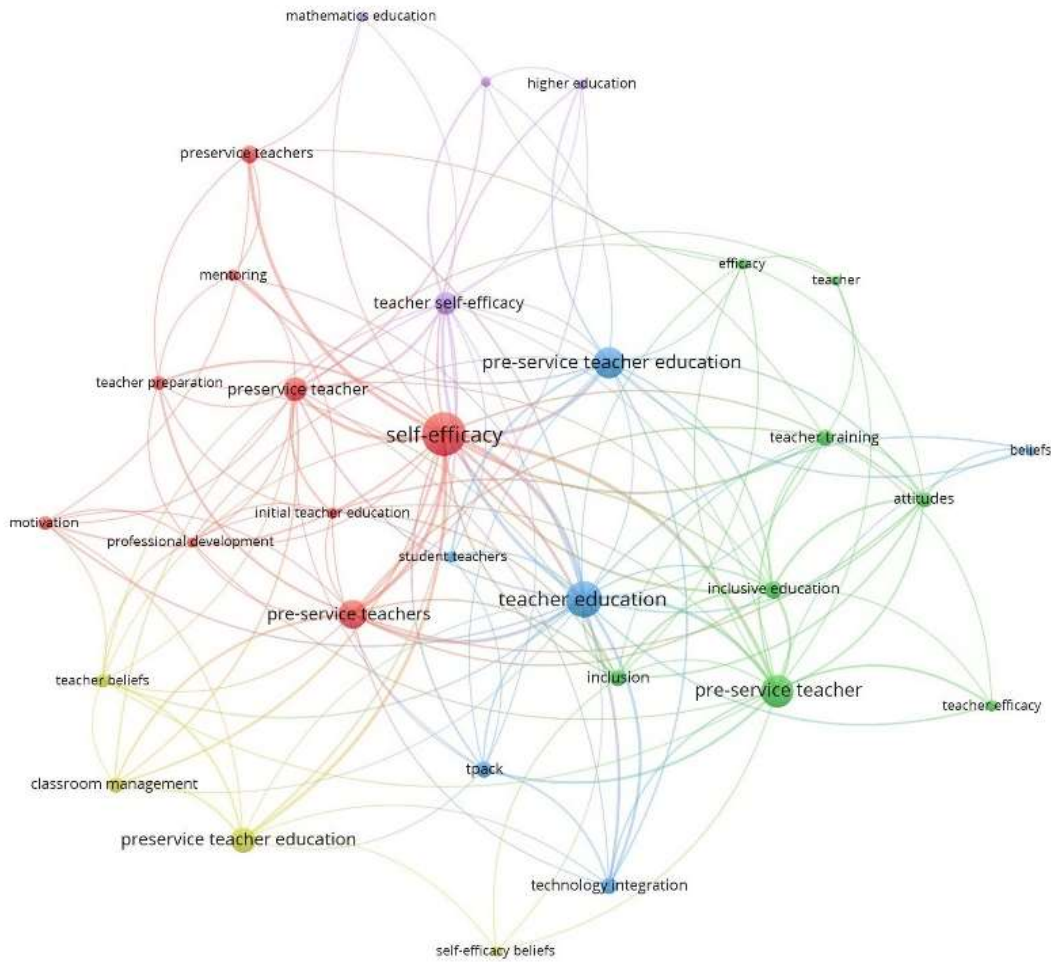 mathematics education
higher education
preservice teachers
efficacy
mentoring
teacher
teacher self-efficacy
pre-service teacher education
teacher preparation
preservice teacher
self-efficacy
teacher training
beliefs
attitudes
initial teacher education
motivation
professional development
student teachers
inclusive education
teacher education
pre-service teachers
inclusion
teacher beliefs
pre-service teacher
teacher efficacy
tpack
classroom management
preservice teacher education
technology integration
self-efficacy beliefs